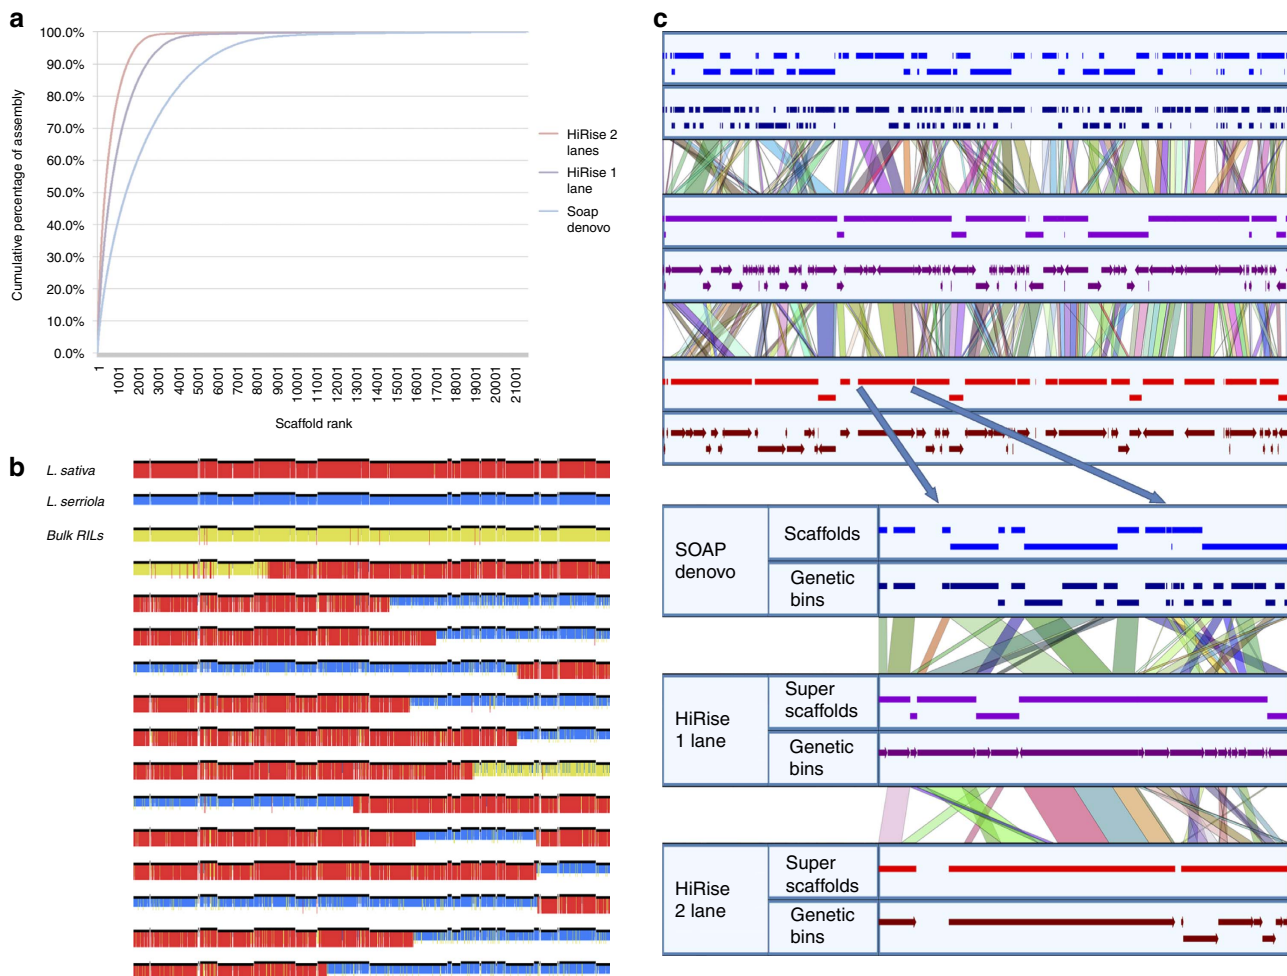 a
100.0%
90.0%
80.0%
70.0%
60.0%
50.0%
40.0%
30.0%
20.0%
10.0%
0.0%
Cumulative percentage of assembly
1
1001
2001
3001
4001
5001
6001
7001
8001
9001
10001
11001
12001
13001
14001
15001
16001
17001
18001
19001
20001
21001
Scaffold rank
HiRise 2
lanes
HiRise 1
lane
Soap
denovo
b
L. sativa
L. serriola
Bulk RILs
c
SOAP
denovo
Scaffolds
Genetic
bins
HiRise
1 lane
Super
scaffolds
Genetic
bins
HiRise
2 lane
Super
scaffolds
Genetic
bins